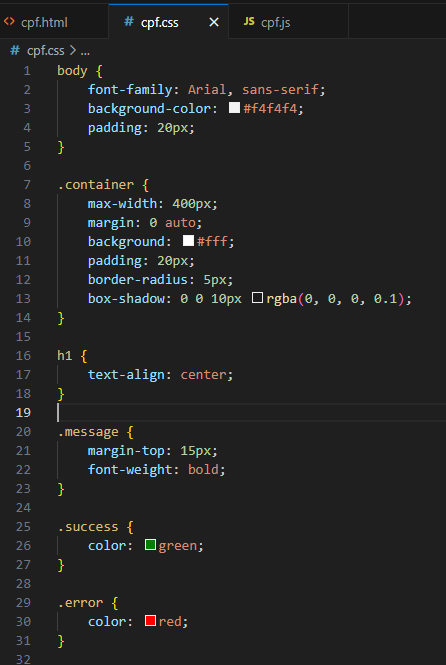 <> cpf.html # cpf.css × JS cpf.js
# cpf.css > ...
1 body {
2 font-family: Arial, sans-serif;
3 background-color: #f4f4f4;
4 padding: 20px;
5 }
6
7 .container {
8 max-width: 400px;
9 margin: 0 auto;
10 background: #fff;
11 padding: 20px;
12 border-radius: 5px;
13 box-shadow: 0 0 10px rgba(0, 0, 0, 0.1);
14 }
15
16 h1 {
17 text-align: center;
18 }
19
20 .message {
21 margin-top: 15px;
22 font-weight: bold;
23 }
24
25 .success {
26 color: green;
27 }
28
29 .error {
30 color: red;
31 }
32